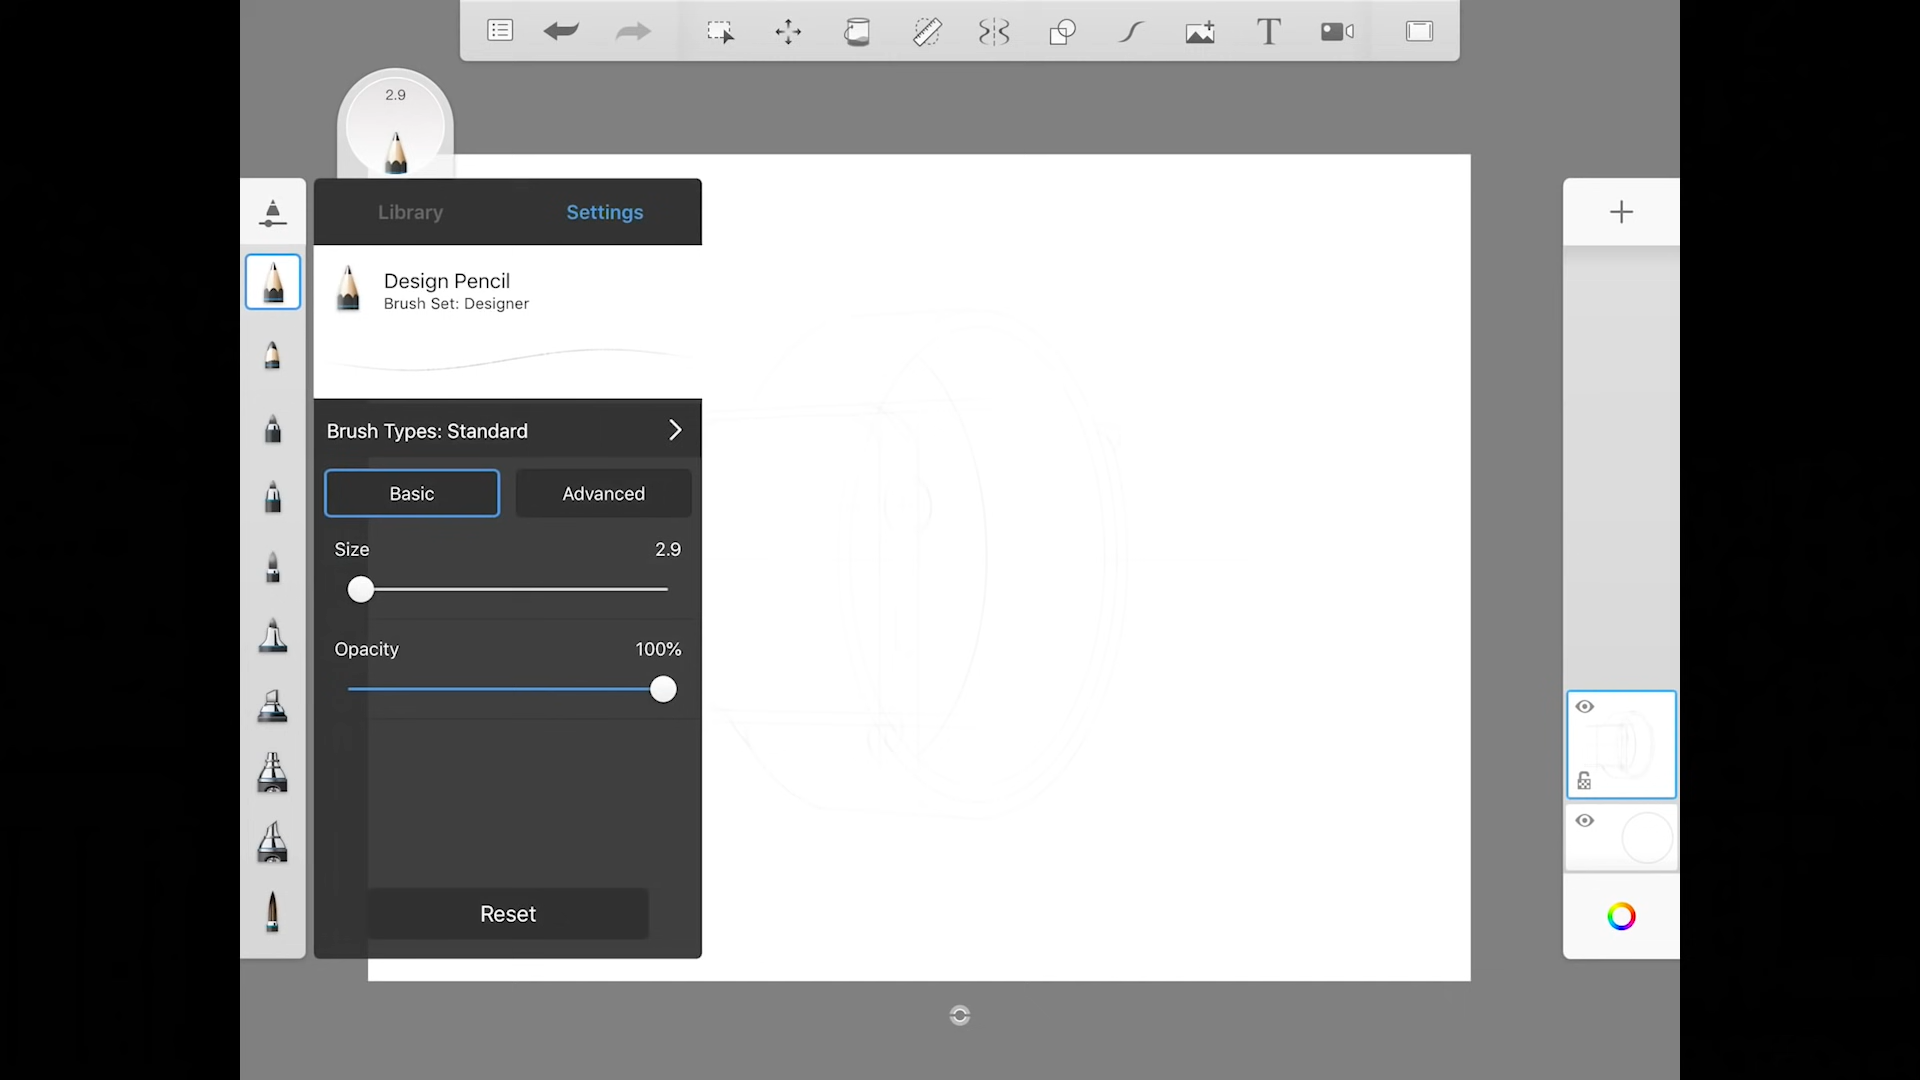 2.9
Library
Settings
Design Pencil
Brush Set: Designer
Brush Types: Standard
Basic
Advanced
Size
2.9
Opacity
100%
Reset